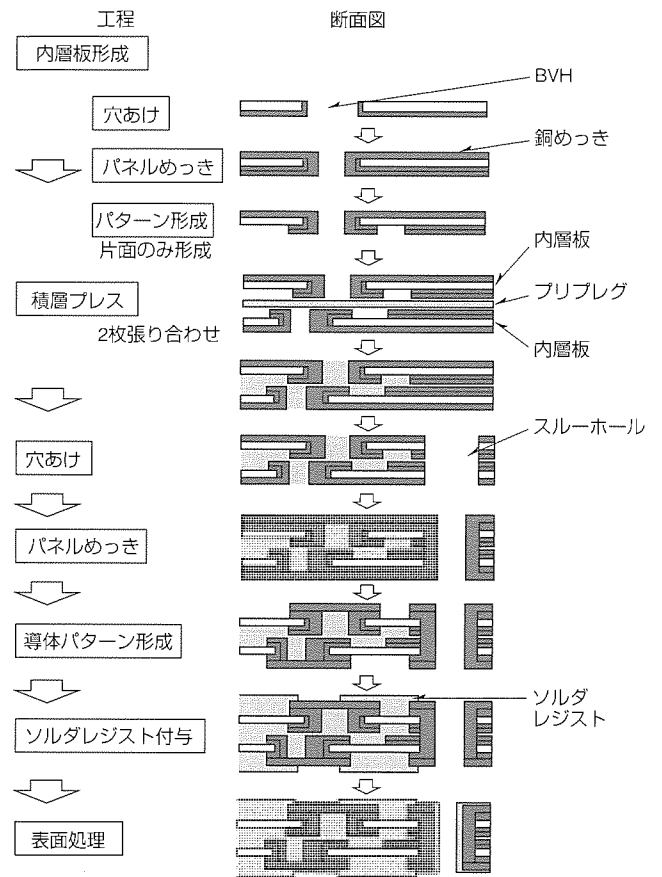 工程
断面図
内層板形成
BVH
穴あけ
銅めっき
パネルめっき
パターン形成
片面のみ形成
内層板
積層プレス
プリプレグ
2枚張り合わせ
内層板
スルーホール
穴あけ
パネルめっき
導体パターン形成
ソルダ
レジスト
ソルダレジスト付与
表面処理